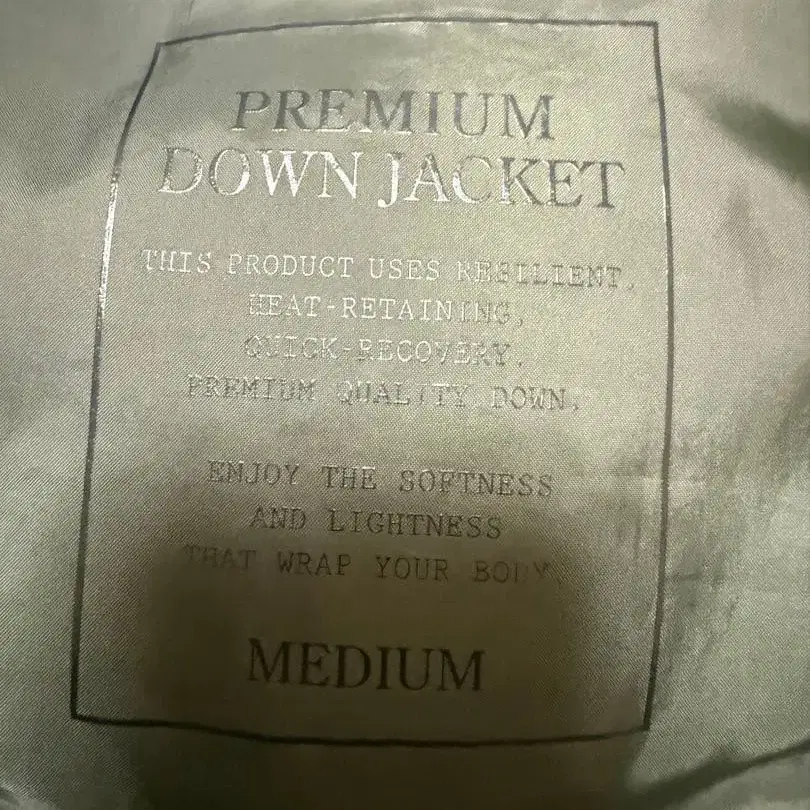 PREMIUM
DOWN JACKET
THIS PRODUCT USES RESILIENT,
HEAT-RETAINING,
QUICK-RECOVERY,
PREMIUM QUALITY DOWN.
ENJOY THE SOFTNESS
AND LIGHTNESS
THAT WRAP YOUR BODY.
MEDIUM